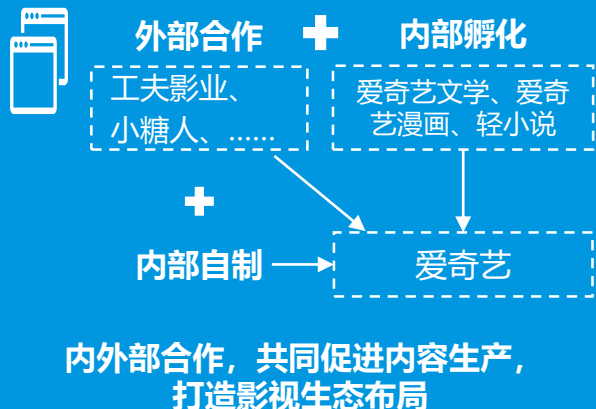 外部合作
内部孵化
工夫影业、
小糖人、......
爱奇艺文学、爱奇
艺漫画、轻小说
内部自制
爱奇艺
内外部合作，共同促进内容生产，
打造影视生态布局